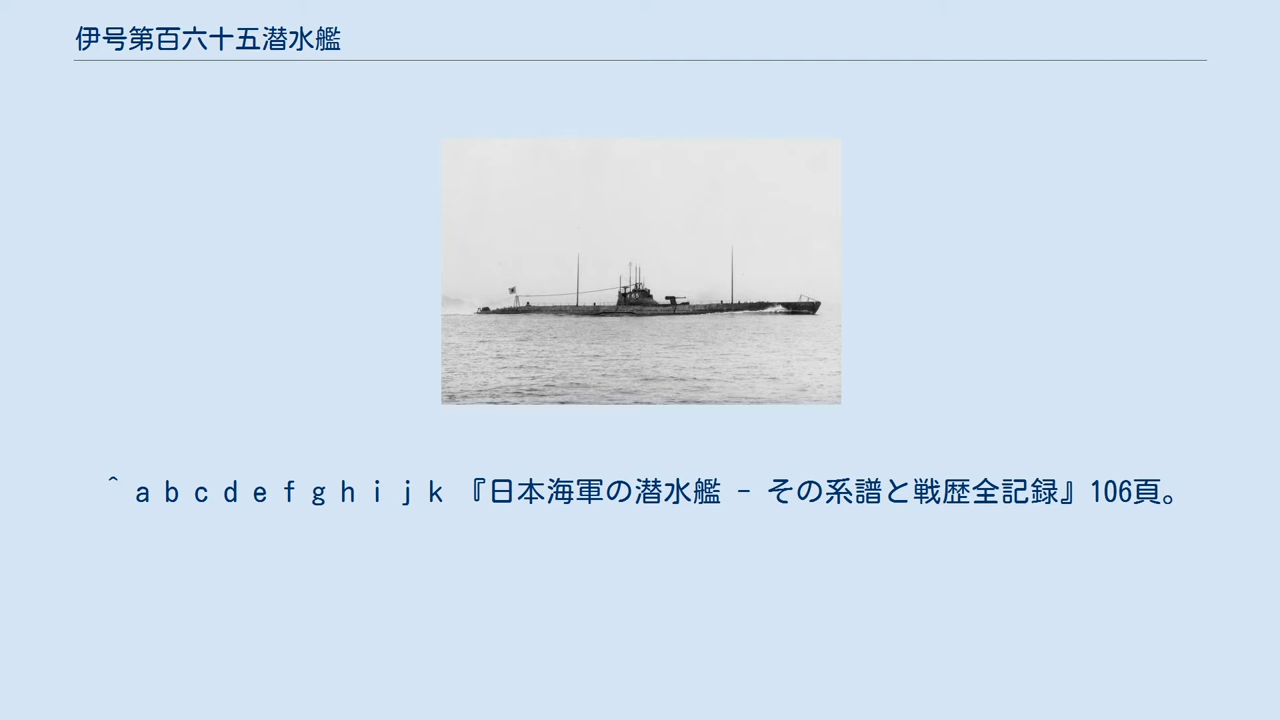 伊号第百六十五潜水艦
^ a b c d e f g h i j k 『日本海軍の潜水艦 - その系譜と戦歴全記録』106頁。